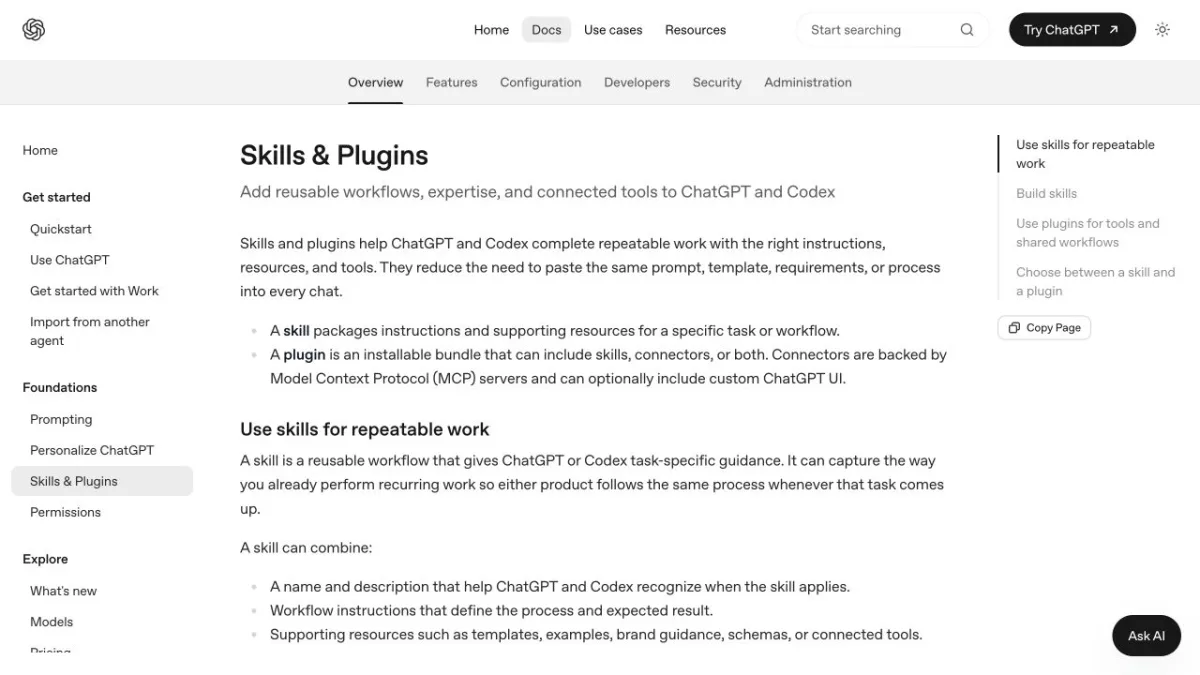 Home
Docs
Use cases
Resources
Start searching
Try ChatGPT
Overview
Features
Configuration
Developers
Security
Administration
Home
Get started
Quickstart
Use ChatGPT
Get started with Work
Import from another
agent
Foundations
Prompting
Personalize ChatGPT
Skills & Plugins
Permissions
Explore
What's new
Models
Pricing
Skills & Plugins
Add reusable workflows, expertise, and connected tools to ChatGPT and Codex
Skills and plugins help ChatGPT and Codex complete repeatable work with the right instructions,
resources, and tools. They reduce the need to paste the same prompt, template, requirements, or process
into every chat.
A skill packages instructions and supporting resources for a specific task or workflow.
A plugin is an installable bundle that can include skills, connectors, or both. Connectors are backed by
Model Context Protocol (MCP) servers and can optionally include custom ChatGPT UI.
Use skills for repeatable work
A skill is a reusable workflow that gives ChatGPT or Codex task-specific guidance. It can capture the way
you already perform recurring work so either product follows the same process whenever that task comes
up.
A skill can combine:
A name and description that help ChatGPT and Codex recognize when the skill applies.
Workflow instructions that define the process and expected result.
Supporting resources such as templates, examples, brand guidance, schemas, or connected tools.
Use skills for repeatable
work
Build skills
Use plugins for tools and
shared workflows
Choose between a skill and
a plugin
Copy Page
Ask AI